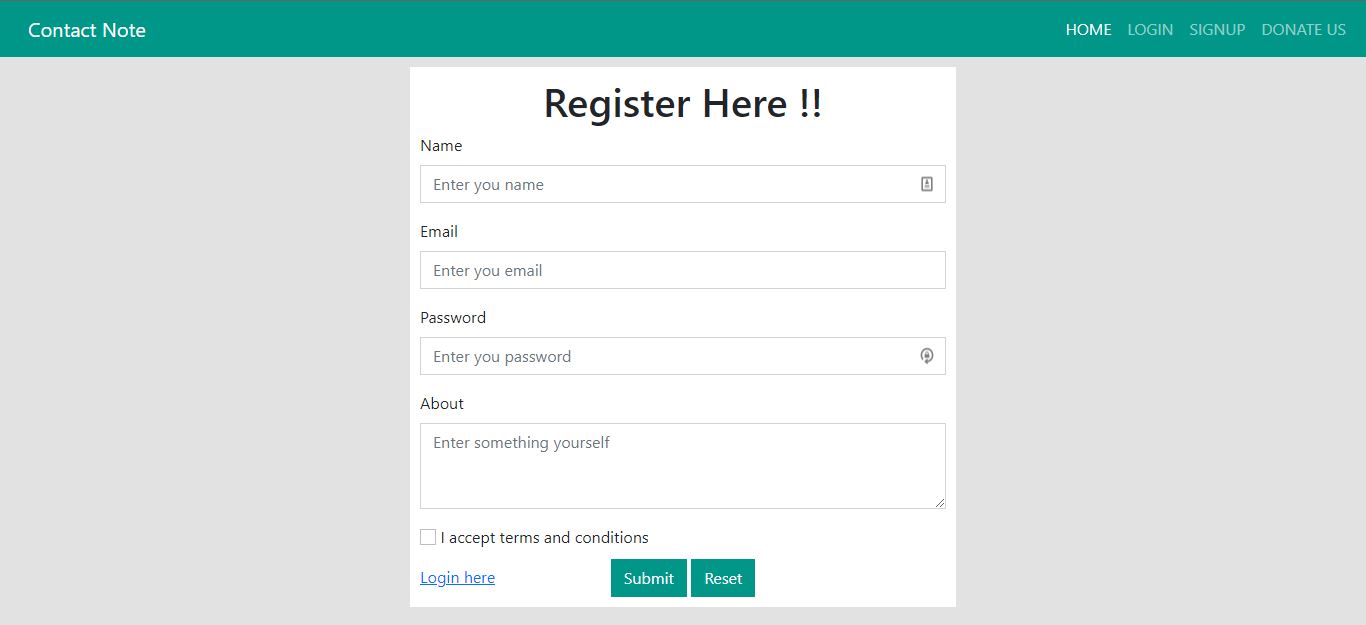 Contact Note HOME LOGIN SIGNUP DONATE US
Register Here !!
Name
Enter you name
Email
Enter you email
Password
Enter you password
About
Enter something yourself
I accept terms and conditions
Login here Submit Reset